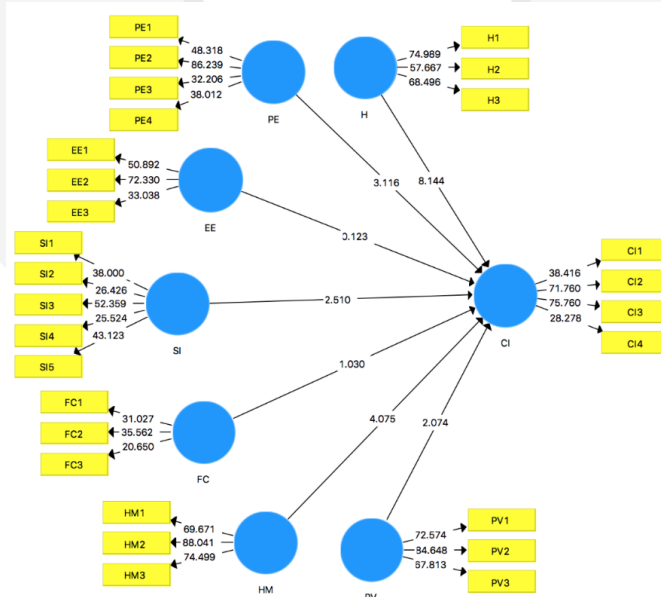 PE1
PE2
PE3
PE4
48.318
86.239
32.206
38.012
PE
H
74.989
57.667
68.496
H1
H2
H3
EE1
EE2
EE3
50.892
72.330
33.038
EE
3.116
8.144
0.123
SI1
SI2
SI3
SI4
SI5
38.000
26.426
52.359
25.524
43.123
SI
2.510
CI
38.416
71.760
75.760
28.278
CI1
CI2
CI3
CI4
FC1
FC2
FC3
31.027
35.562
20.650
FC
1.030
4.075
2.074
HM1
HM2
HM3
69.671
88.041
74.499
HM
PV
72.574
84.648
67.813
PV1
PV2
PV3